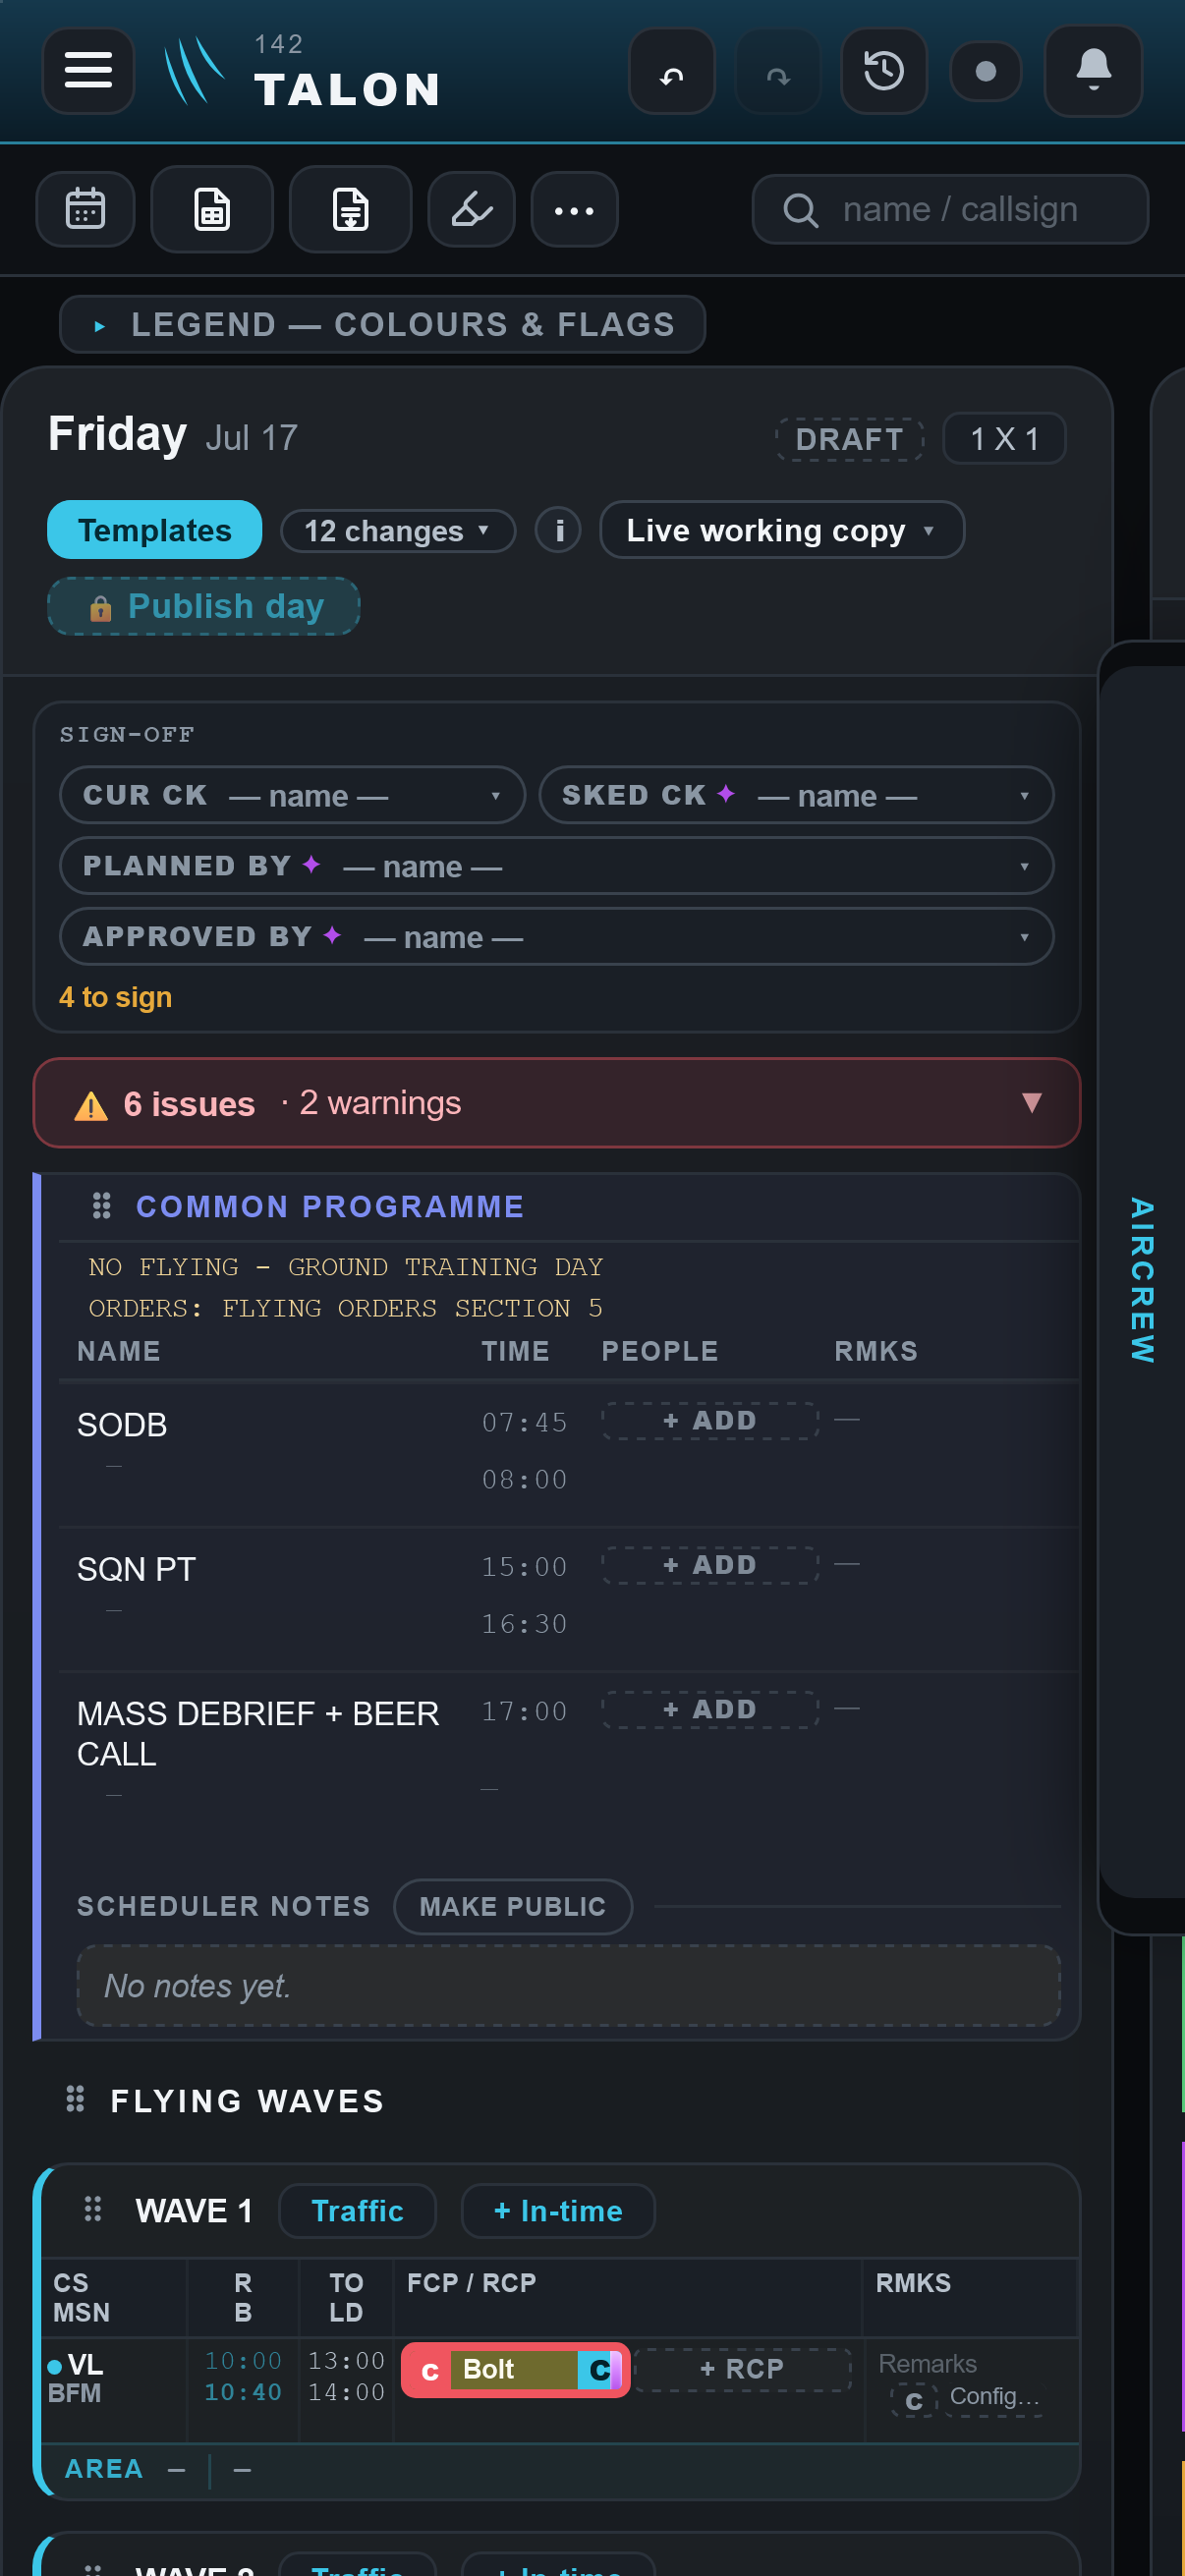 142
TALON
name / callsign
LEGEND — COLOURS & FLAGS
Friday Jul 17 DRAFT 1 X 1
Templates 12 changes ▾ i Live working copy ▾
Publish day
SIGN-OFF
CUR CK — name — SKED CK ✦ — name —
PLANNED BY ✦ — name —
APPROVED BY ✦ — name —
4 to sign
6 issues · 2 warnings
COMMON PROGRAMME
NO FLYING - GROUND TRAINING DAY
ORDERS: FLYING ORDERS SECTION 5
NAME TIME PEOPLE RMKS
SODB 07:45 + ADD —
— 08:00
SQN PT 15:00 + ADD —
— 16:30
MASS DEBRIEF + BEER 17:00 + ADD —
CALL
— —
SCHEDULER NOTES MAKE PUBLIC
No notes yet.
AIRCREW
FLYING WAVES
WAVE 1 Traffic + In-time
CS R TO FCP / RCP RMKS
MSN B LD
VL 10:00 13:00 C Bolt C + RCP Remarks
BFM 10:40 14:00 C Config...
AREA — | —